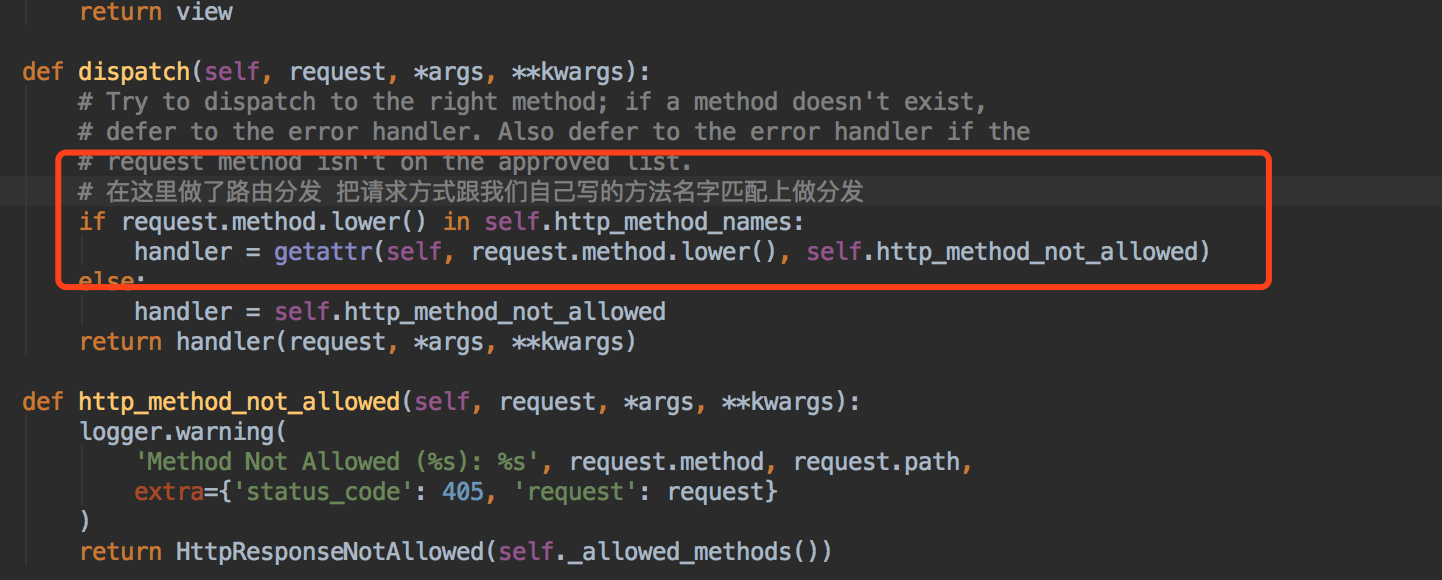 return view
def dispatch(self, request, *args, **kwargs):
# Try to dispatch to the right method; if a method doesn't exist,
# defer to the error handler. Also defer to the error handler if the
# request method isn't on the approved list.
# 在这里做了路由分发 把请求方式跟我们自己写的方法名字匹配上做分发
if request.method.lower() in self.http_method_names:
handler = getattr(self, request.method.lower(), self.http_method_not_allowed)
else:
handler = self.http_method_not_allowed
return handler(request, *args, **kwargs)
def http_method_not_allowed(self, request, *args, **kwargs):
logger.warning(
'Method Not Allowed (%s): %s', request.method, request.path,
extra={'status_code': 405, 'request': request}
)
return HttpResponseNotAllowed(self._allowed_methods())